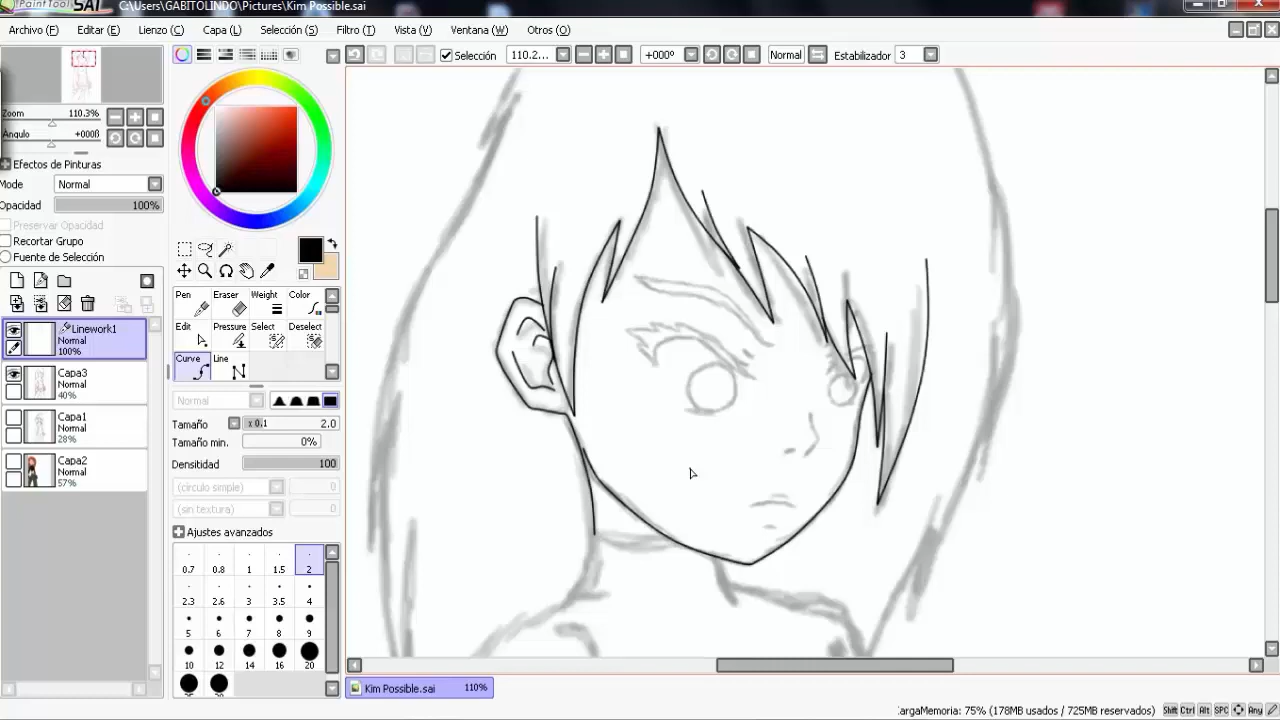 PaintTool SAI C:\Users\GABITOLINDO\Pictures\Kim Possible.sai
Archivo (F) Editar (E) Lienzo (C) Capa (L) Selección (S) Filtro (T) Vista (V) Ventana (W) Otros (O)
Selección 110.2... +000º Normal Estabilizador 3
Zoom 110.3%
Angulo +000ß
Efectos de Pinturas
Mode Normal
Opacidad 100%
Preservar Opacidad
Recortar Grupo
Fuente de Selección
Linework1
Normal
100%
Capa3
Normal
40%
Capa1
Normal
28%
Capa2
Normal
57%
Pen Eraser Weight Color
Edit Pressure Select Deselect
Curve Line
Normal
Tamaño x 0.1 2.0
Tamaño min. 0%
Densitidad 100
(circulo simple) 0
(sin textura) 0
Ajustes avanzados
0.7 0.8 1 1.5 2
2.3 2.6 3 3.5 4
5 6 7 8 9
10 12 14 16 20
Kim Possible.sai 110%
CargaMemoria: 75% (178MB usados / 725MB reservados) Shift Ctrl Alt SPC Any